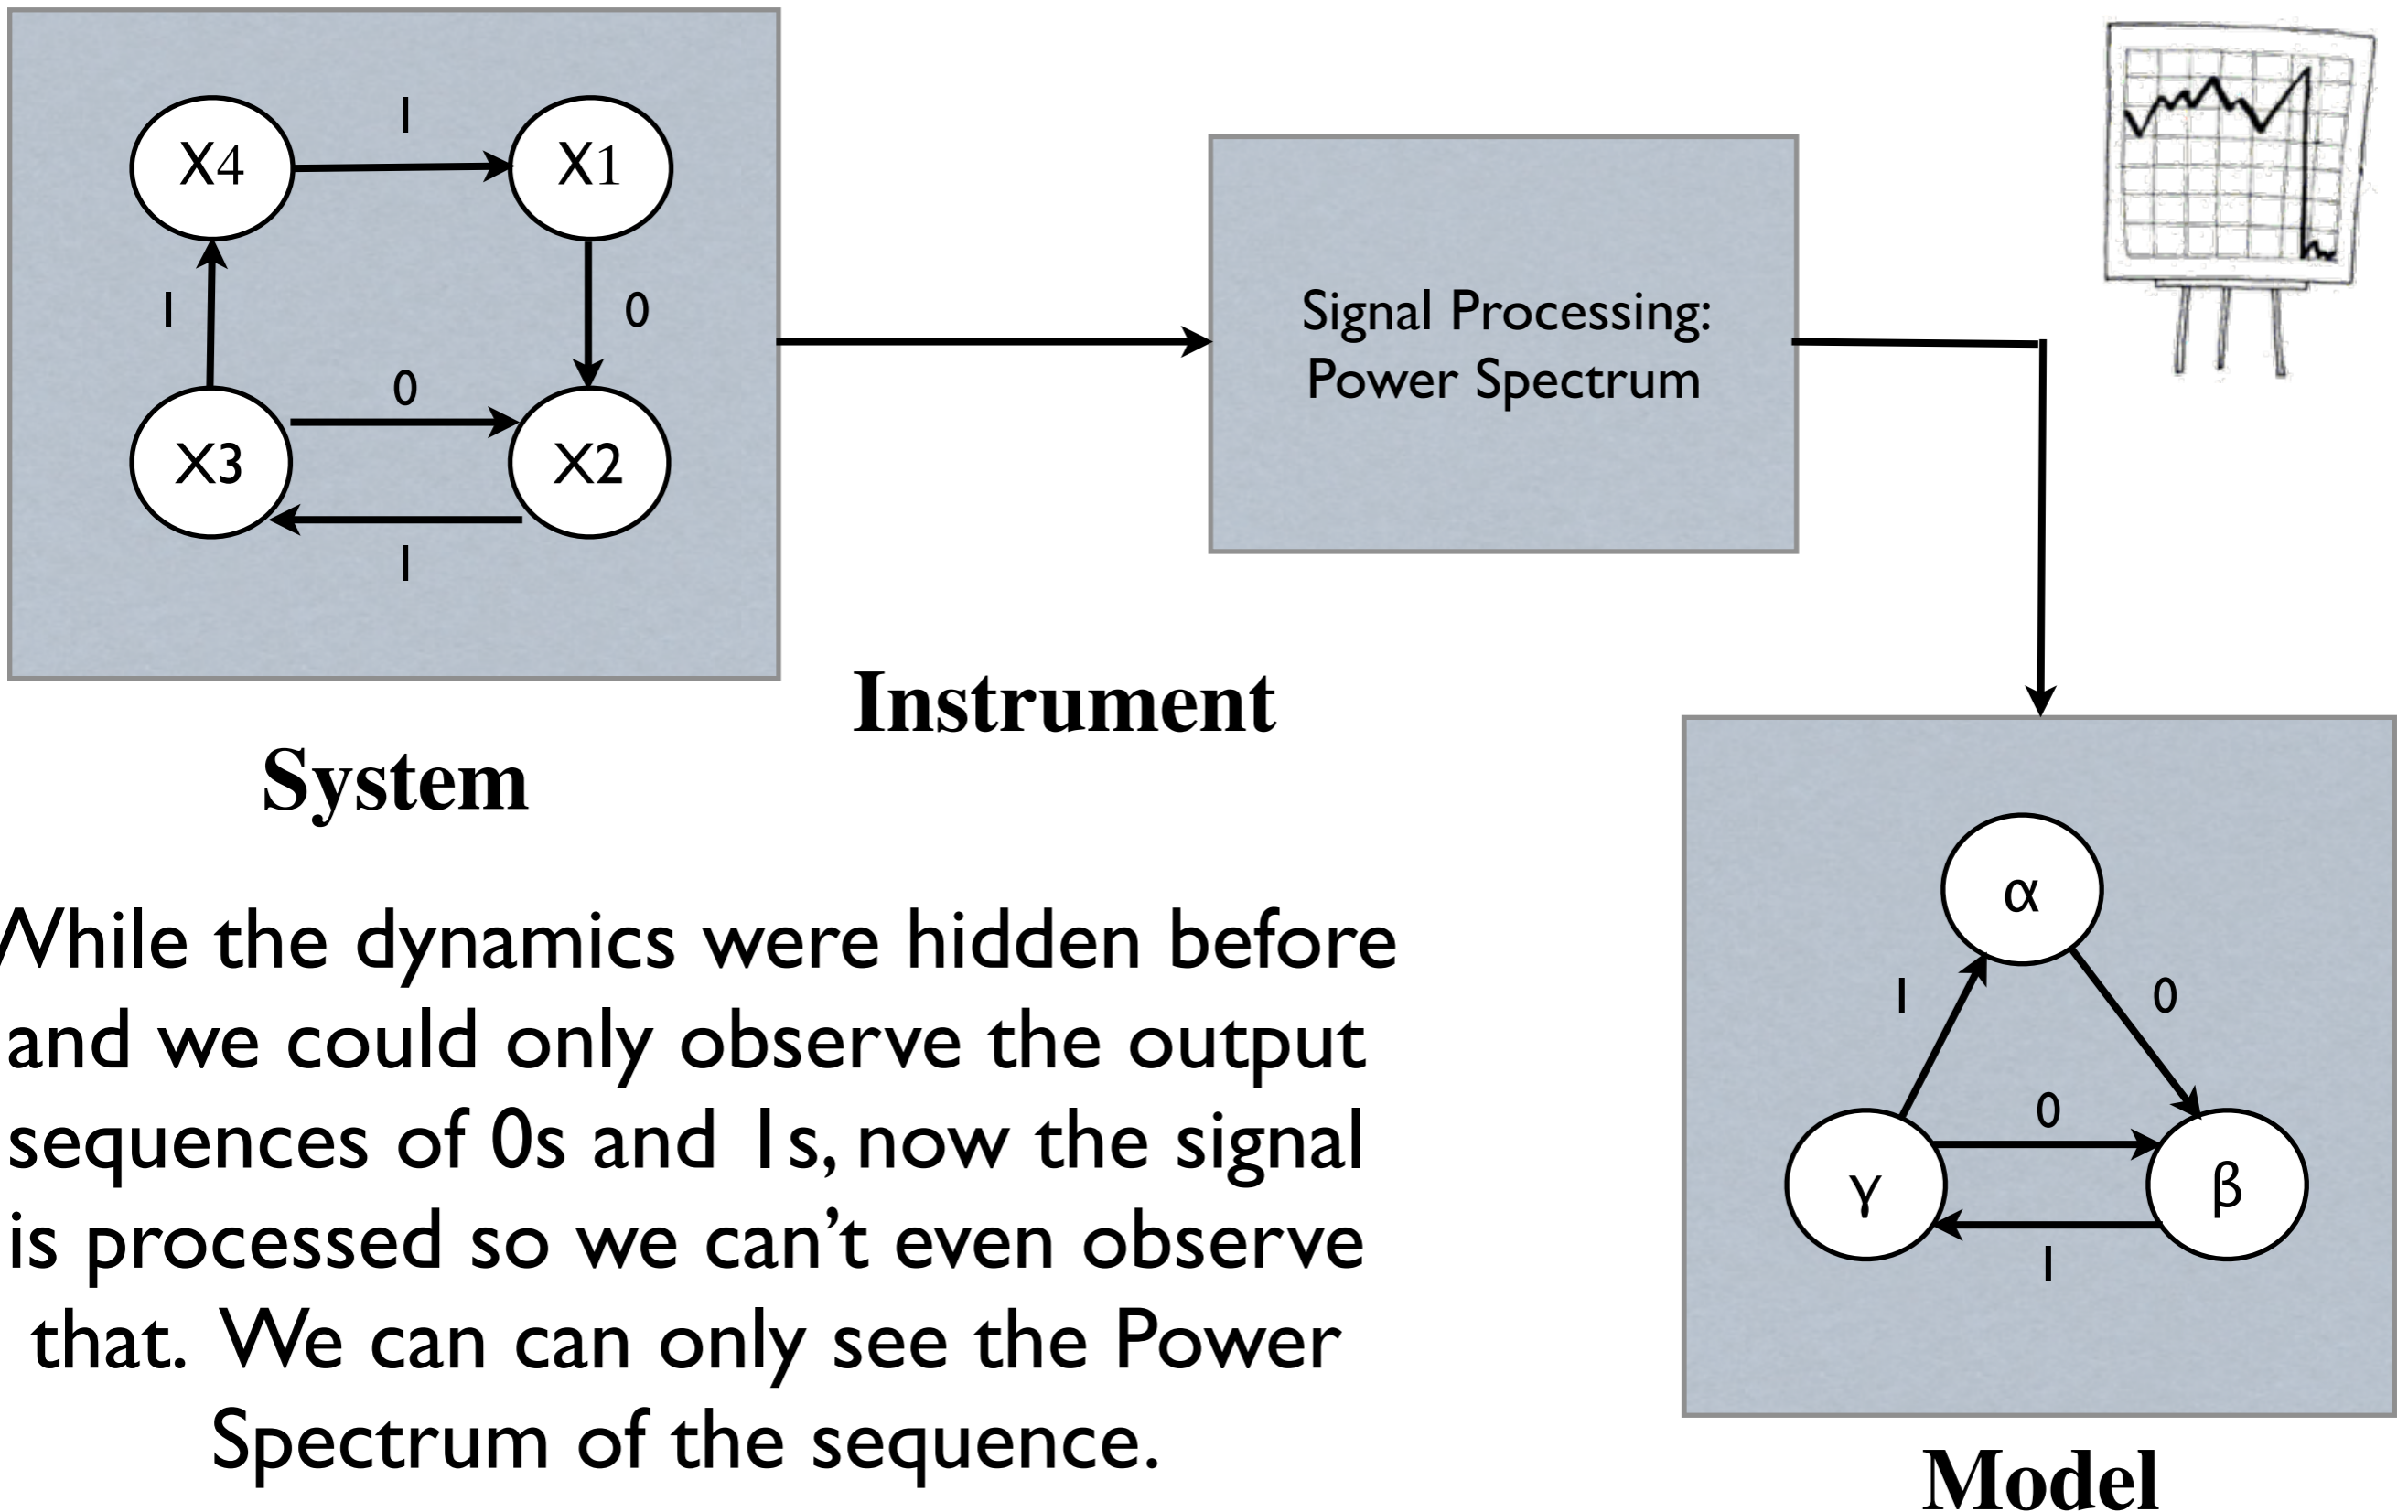 X4
1
X1
1
0
0
X3
X2
1
Signal Processing:
Power Spectrum
Instrument
System
While the dynamics were hidden before
and we could only observe the output
sequences of 0s and 1s, now the signal
is processed so we can’t even observe
that. We can can only see the Power
Spectrum of the sequence.
α
1
0
0
γ
β
1
Model